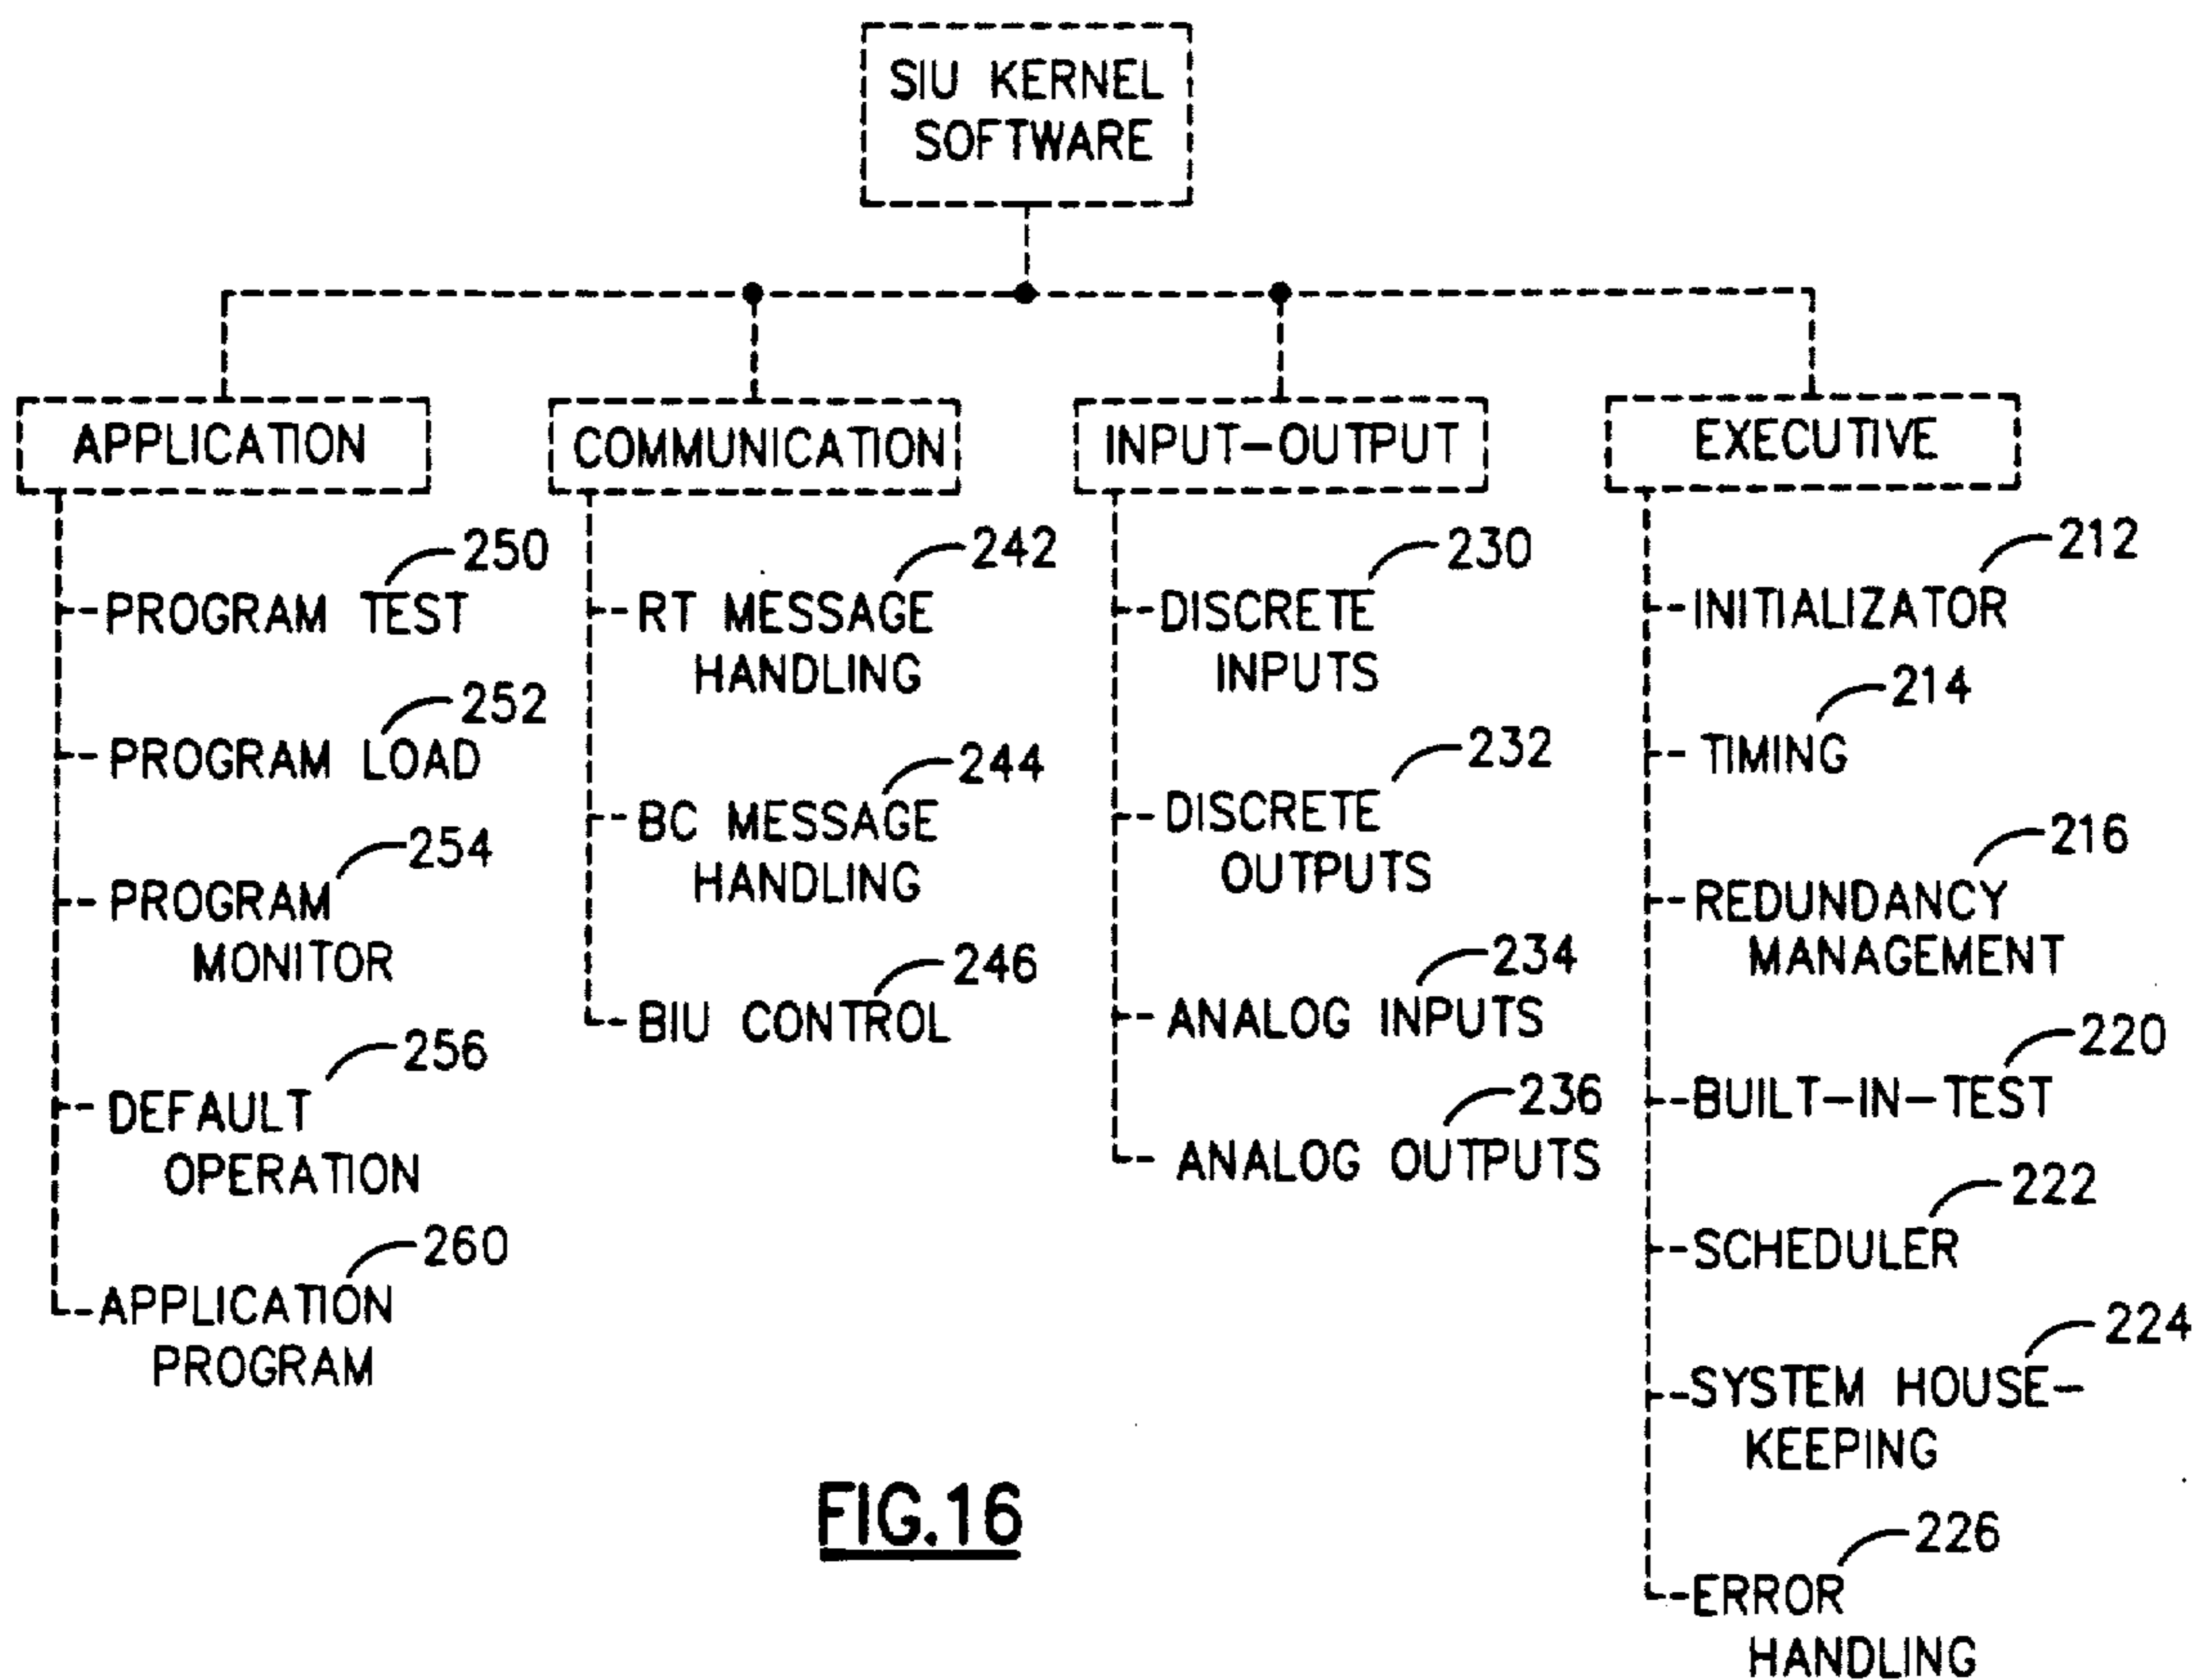 SIU KERNEL
SOFTWARE
APPLICATION
250
PROGRAM TEST
252
PROGRAM LOAD
254
PROGRAM
MONITOR
256
DEFAULT
OPERATION
260
APPLICATION
PROGRAM
COMMUNICATION
242
RT MESSAGE
HANDLING
244
BC MESSAGE
HANDLING
246
BIU CONTROL
INPUT-OUTPUT
230
DISCRETE
INPUTS
232
DISCRETE
OUTPUTS
234
ANALOG INPUTS
236
ANALOG OUTPUTS
EXECUTIVE
212
INITIALIZATOR
214
TIMING
216
REDUNDANCY
MANAGEMENT
220
BUILT-IN-TEST
222
SCHEDULER
224
SYSTEM HOUSE-
KEEPING
226
ERROR
HANDLING
FIG.16